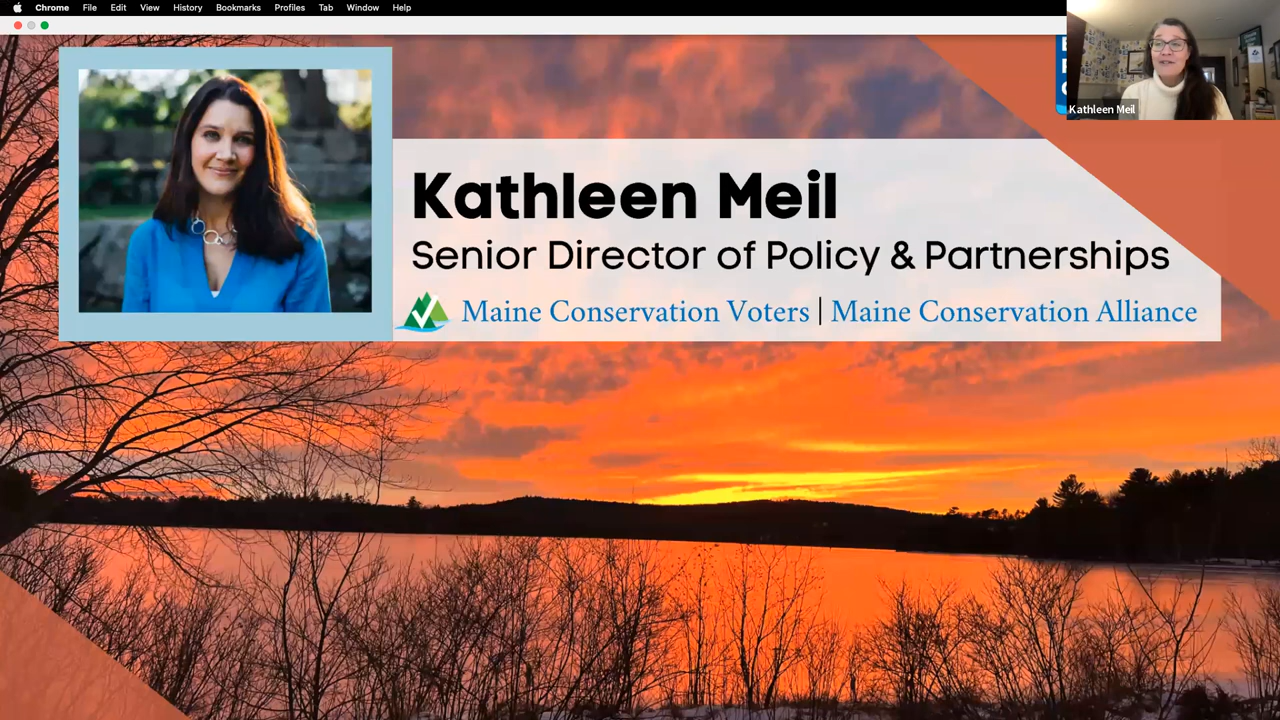 Chrome File Edit View History Bookmarks Profiles Tab Window Help
Kathleen Meil
Kathleen Meil
Senior Director of Policy & Partnerships
Maine Conservation Voters | Maine Conservation Alliance